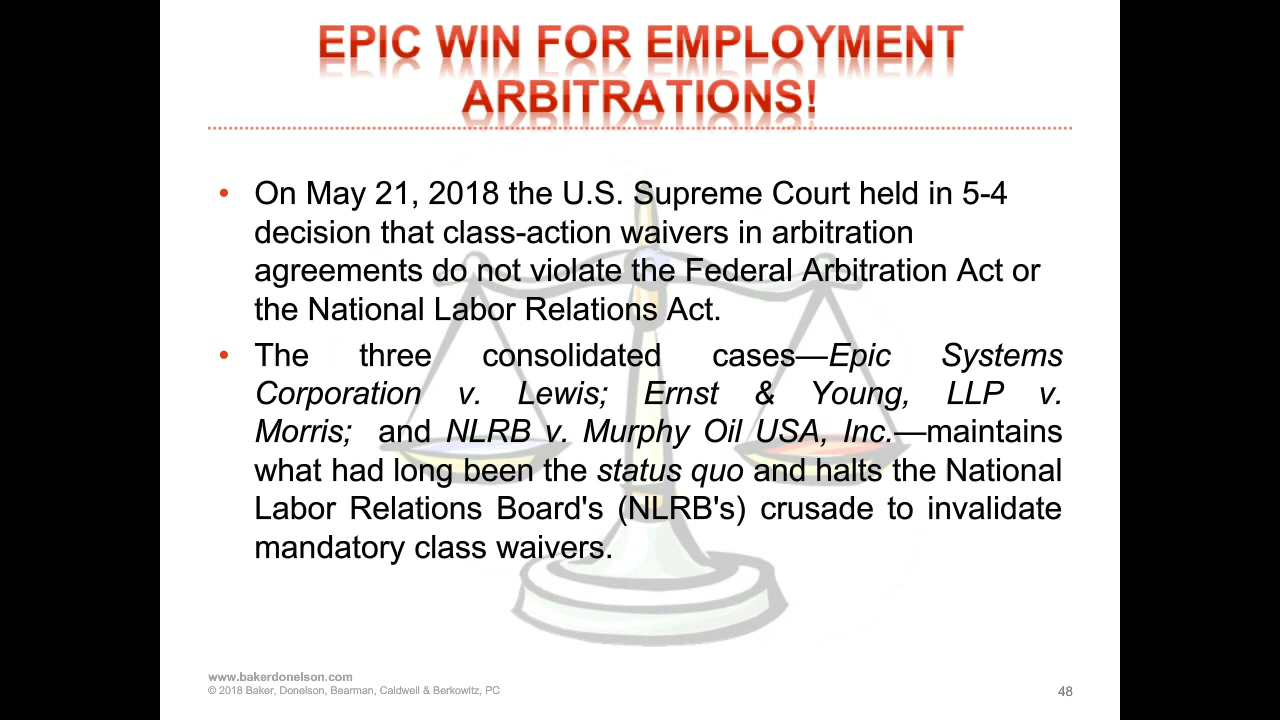 EPIC WIN FOR EMPLOYMENT
ARBITRATIONS!
• On May 21, 2018 the U.S. Supreme Court held in 5-4
decision that class-action waivers in arbitration
agreements do not violate the Federal Arbitration Act or
the National Labor Relations Act.
• The three consolidated cases—Epic Systems
Corporation v. Lewis; Ernst & Young, LLP v.
Morris; and NLRB v. Murphy Oil USA, Inc.—maintains
what had long been the status quo and halts the National
Labor Relations Board's (NLRB's) crusade to invalidate
mandatory class waivers.
www.bakerdonelson.com
© 2018 Baker, Donelson, Bearman, Caldwell & Berkowitz, PC
48